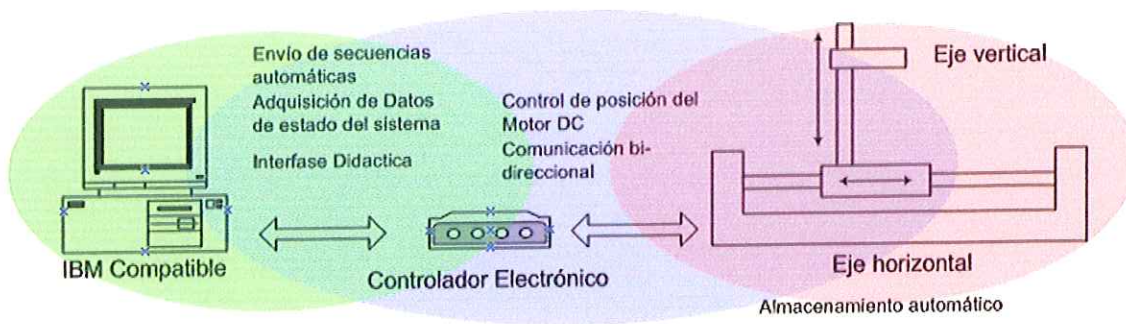 Envío de secuencias
automáticas
Adquisición de Datos
de estado del sistema
Interfase Didactica
Control de posición del
Motor DC
Comunicación bi-
direccional
Eje vertical
IBM Compatible
Controlador Electrónico
Eje horizontal
Almacenamiento automático